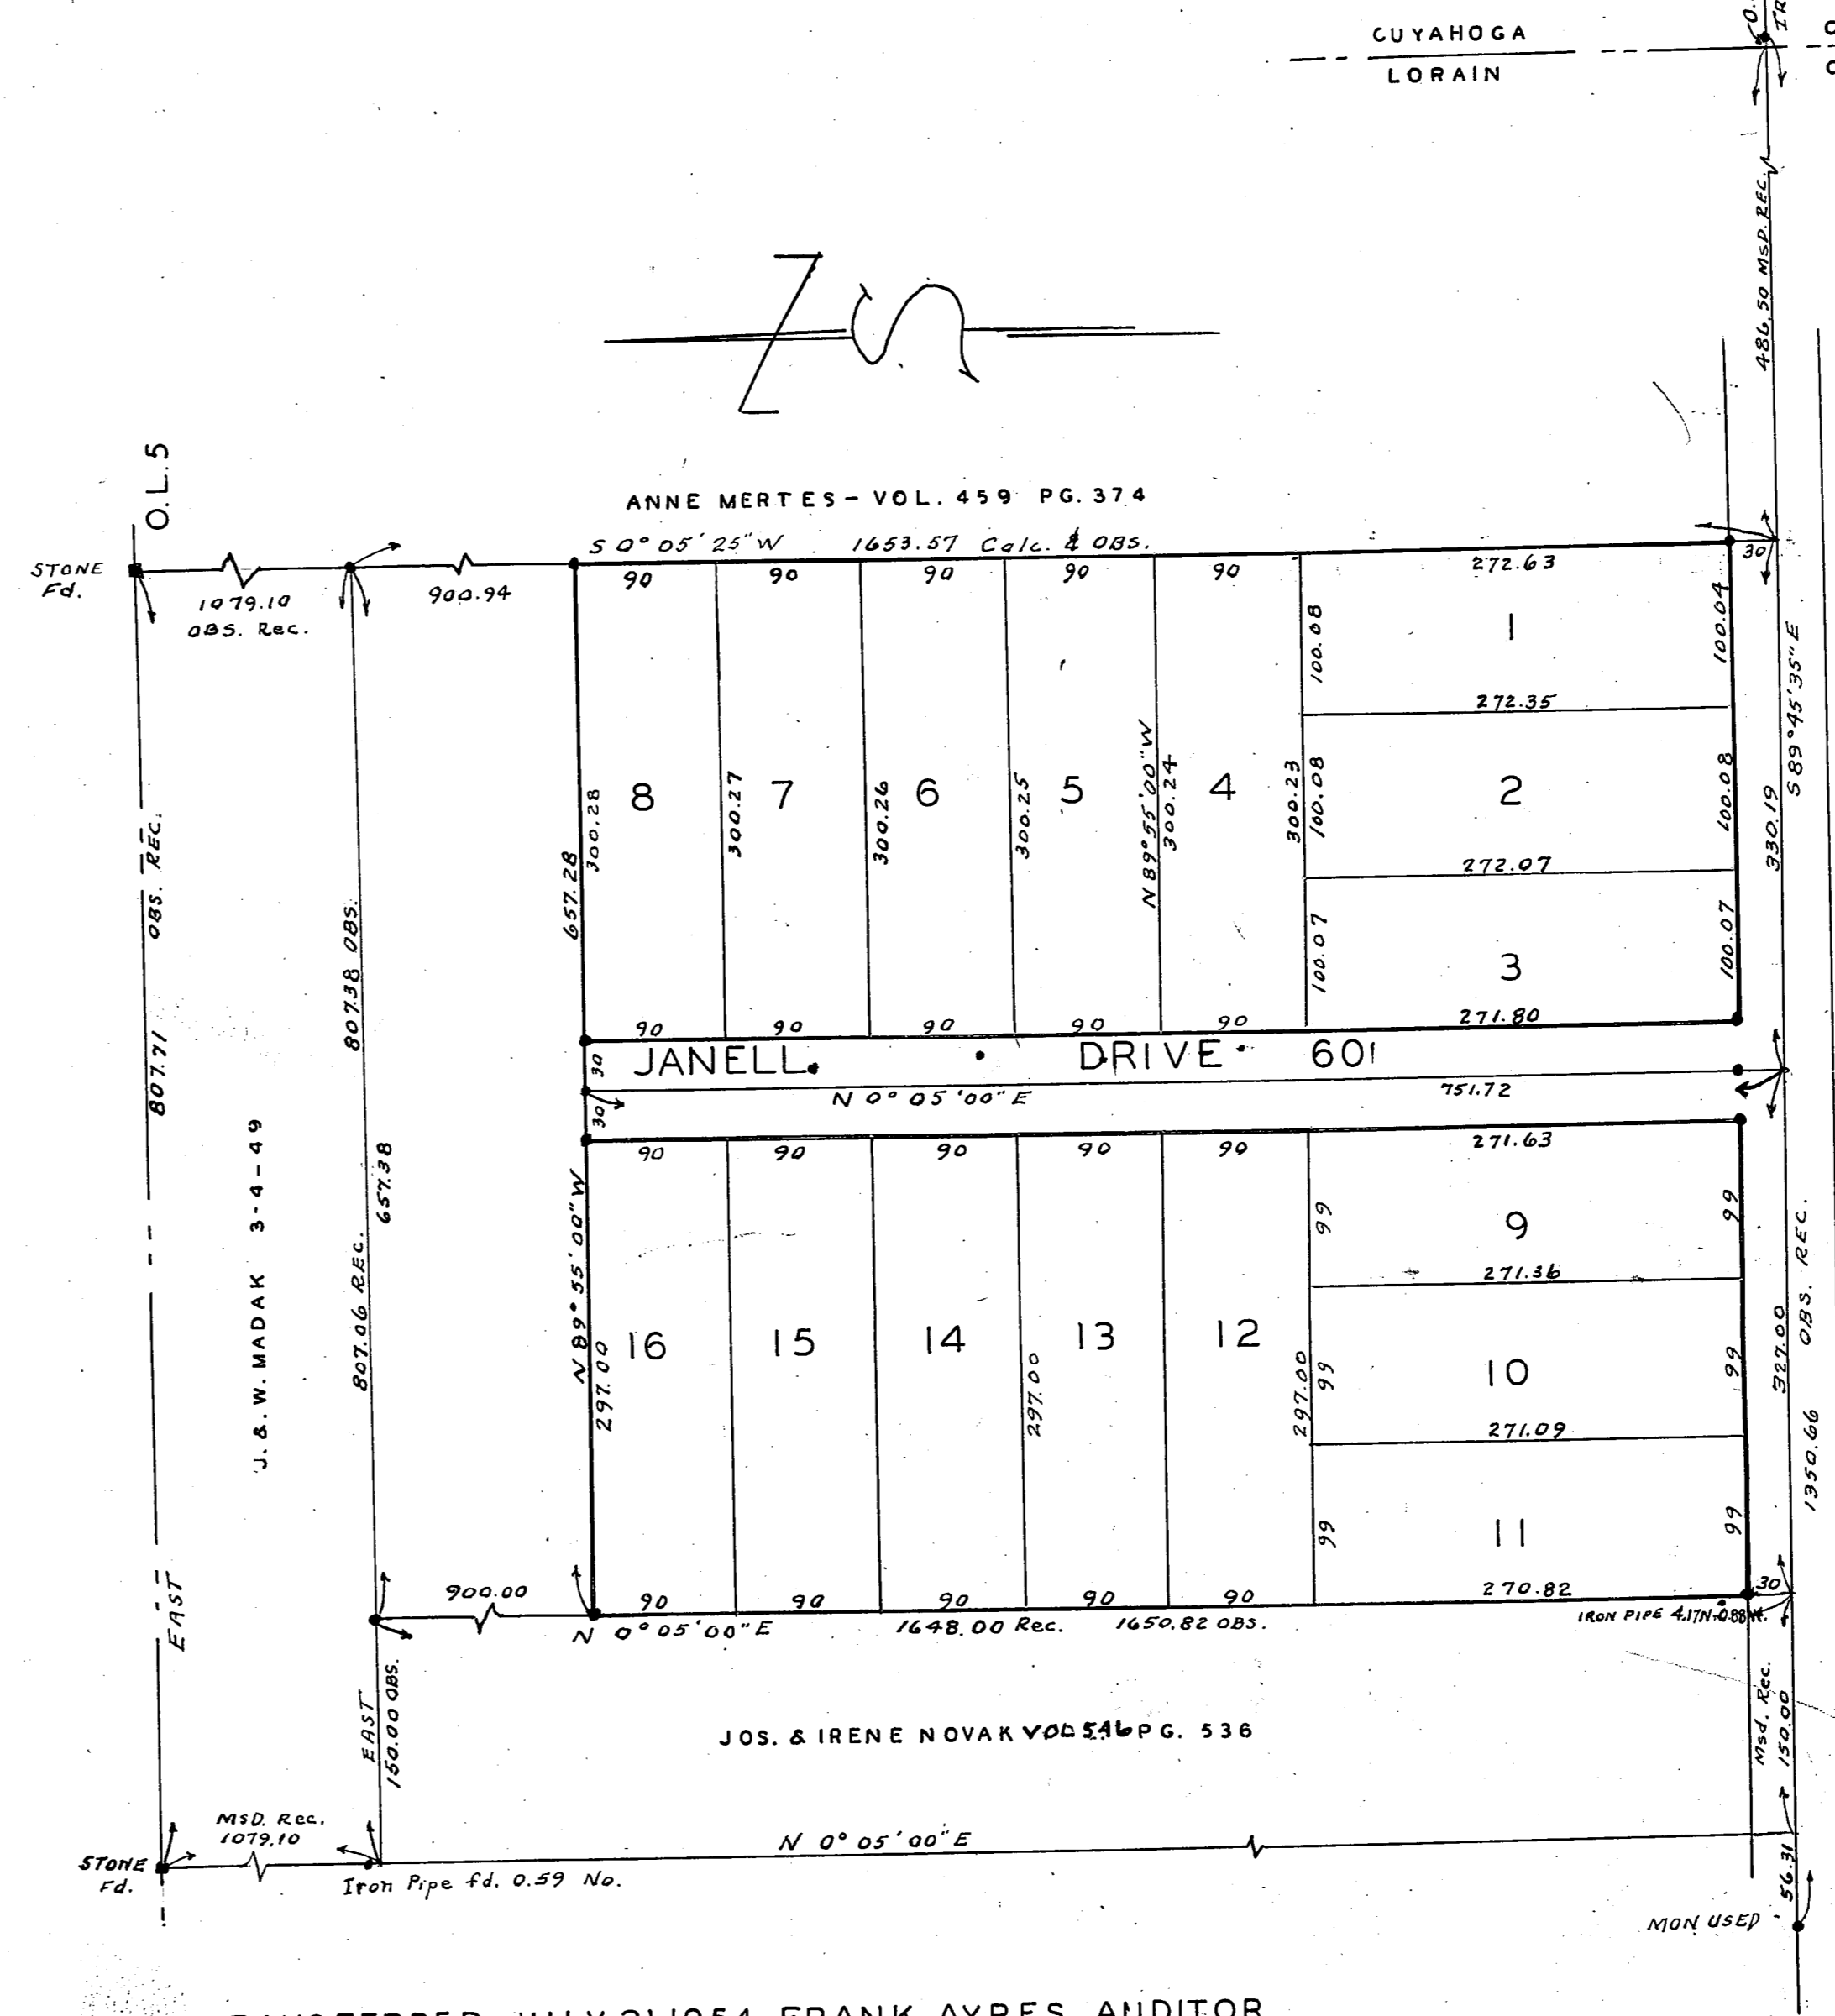 CUYAHOGA
LORAIN
486.50 MSD. REC.
O.L. 5
ANNE MERTES - VOL. 459 PG. 374
S 0° 05' 25" W 1653.57 Calc. & OBS.
STONE
Fd.
1079.10
OBS. Rec.
900.94
90 90 90 90 90 272.63 30
100.08 1 100.04
272.35
8 7 6 5 4 2
300.28 300.27 300.26 300.25 300.24 300.23 100.08 100.08
N 89° 55' 00" W
657.28
272.07
100.07 3 100.07
90 90 90 90 90 271.80
S 89° 45' 35" E
330.19
807.71 OBS. REC.
807.38 OBS.
30 JANELL DRIVE 60'
N 0° 05' 00" E 751.72
30
90 90 90 90 90 271.63
99 9 99
271.36
J. & W. MADAK 3-4-49
657.38
807.06 REC.
N 89° 55' 00" W
297.00
16 15 14 13 12
297.00 297.00
99 10 99
271.09
327.00
1350.66 OBS. REC.
99 11 99
90 90 90 90 90 270.82 30
900.00
N 0° 05' 00" E 1648.00 Rec. 1650.82 OBS.
IRON PIPE 4.17N-0.88W.
EAST
EAST
150.00 OBS.
JOS. & IRENE NOVAK VOL 546 PG. 536
Msd. Rec.
150.00
MSD. Rec.
1079.10
N 0° 05' 00" E
STONE
Fd.
Iron Pipe fd. 0.59 No.
56.31
MON USED
FRANK AYRES AUDITOR